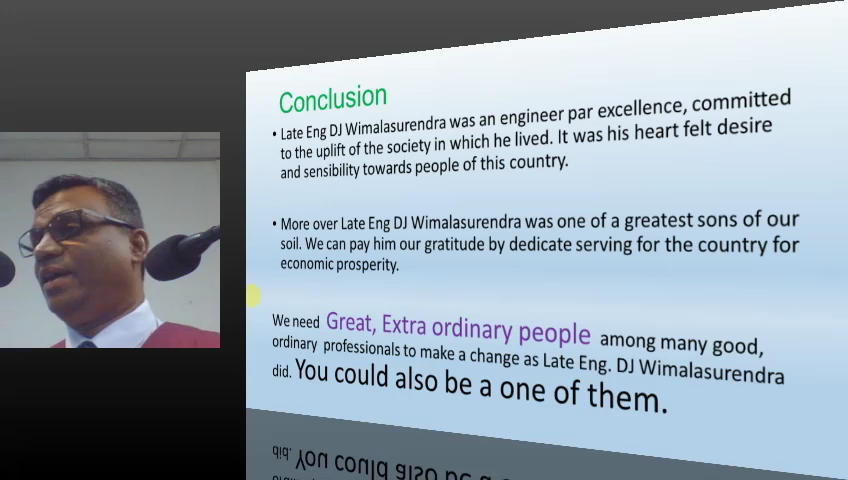 Conclusion
• Late Eng DJ Wimalasurendra was an engineer par excellence, committed
to the uplift of the society in which he lived. It was his heart felt desire
and sensibility towards people of this country.
• More over Late Eng DJ Wimalasurendra was one of a greatest sons of our
soil. We can pay him our gratitude by dedicate serving for the country for
economic prosperity.
We need Great, Extra ordinary people among many good,
ordinary professionals to make a change as Late Eng. DJ Wimalasurendra
did. You could also be a one of them.